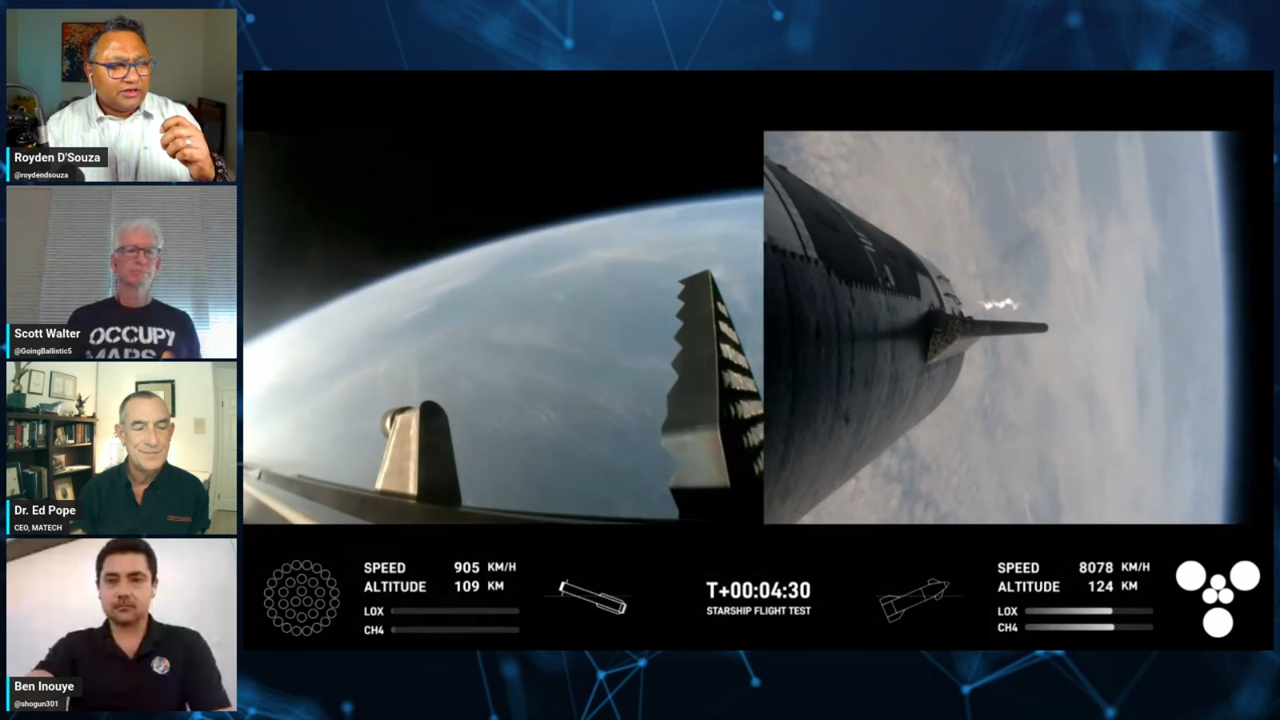 Royden D'Souza
@roydendsouza
OCCUPY
MARS
Scott Walter
@GoingBallistic5
Dr. Ed Pope
CEO, MATECH
Ben Inouye
@shogun301
SPEED 905 KM/H
ALTITUDE 109 KM
LOX
CH4
T+00:04:30
STARSHIP FLIGHT TEST
SPEED 8078 KM/H
ALTITUDE 124 KM
LOX
CH4